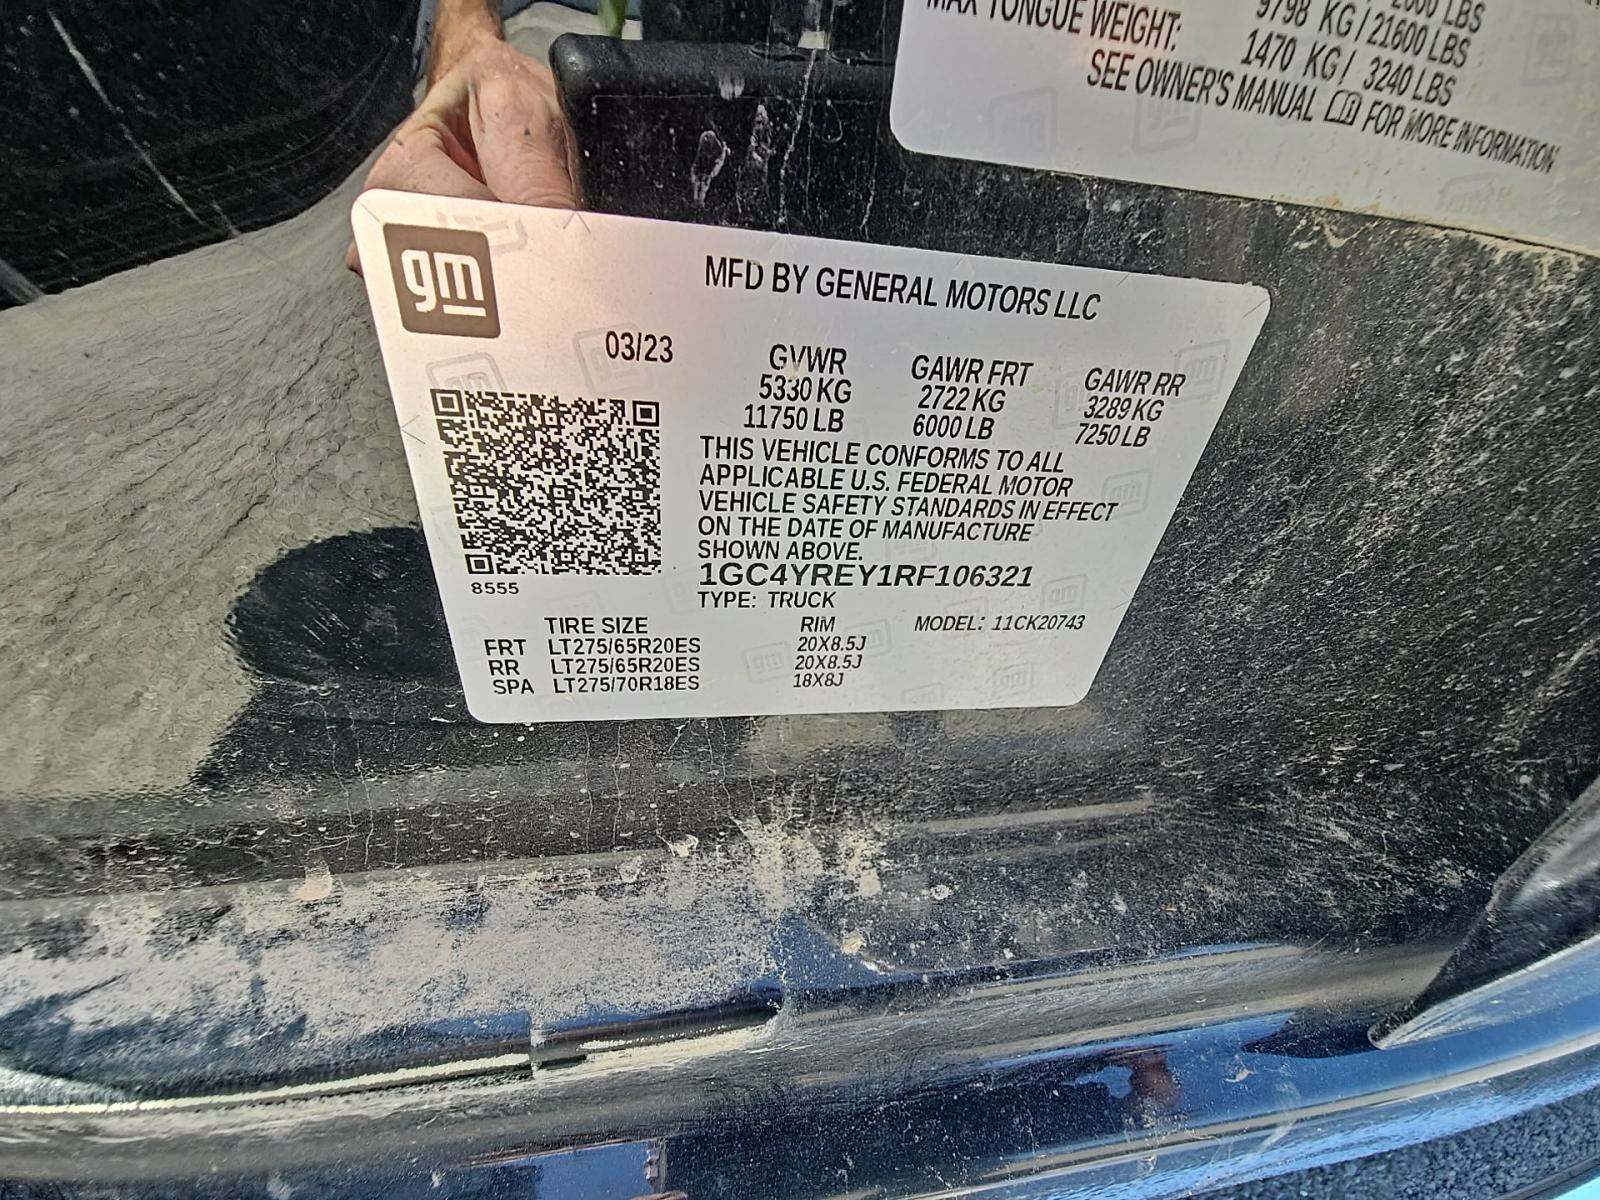 2000 LBS
9798 KG / 21600 LBS
MAX TONGUE WEIGHT: 1470 KG / 3240 LBS
SEE OWNER'S MANUAL FOR MORE INFORMATION
gm
MFD BY GENERAL MOTORS LLC
03/23
GVWR GAWR FRT GAWR RR
5330 KG 2722 KG 3289 KG
11750 LB 6000 LB 7250 LB
THIS VEHICLE CONFORMS TO ALL
APPLICABLE U.S. FEDERAL MOTOR
VEHICLE SAFETY STANDARDS IN EFFECT
ON THE DATE OF MANUFACTURE
SHOWN ABOVE.
1GC4YREY1RF106321
8555
TYPE: TRUCK
TIRE SIZE RIM MODEL: 11CK20743
FRT LT275/65R20ES 20X8.5J
RR LT275/65R20ES 20X8.5J
SPA LT275/70R18ES 18X8J